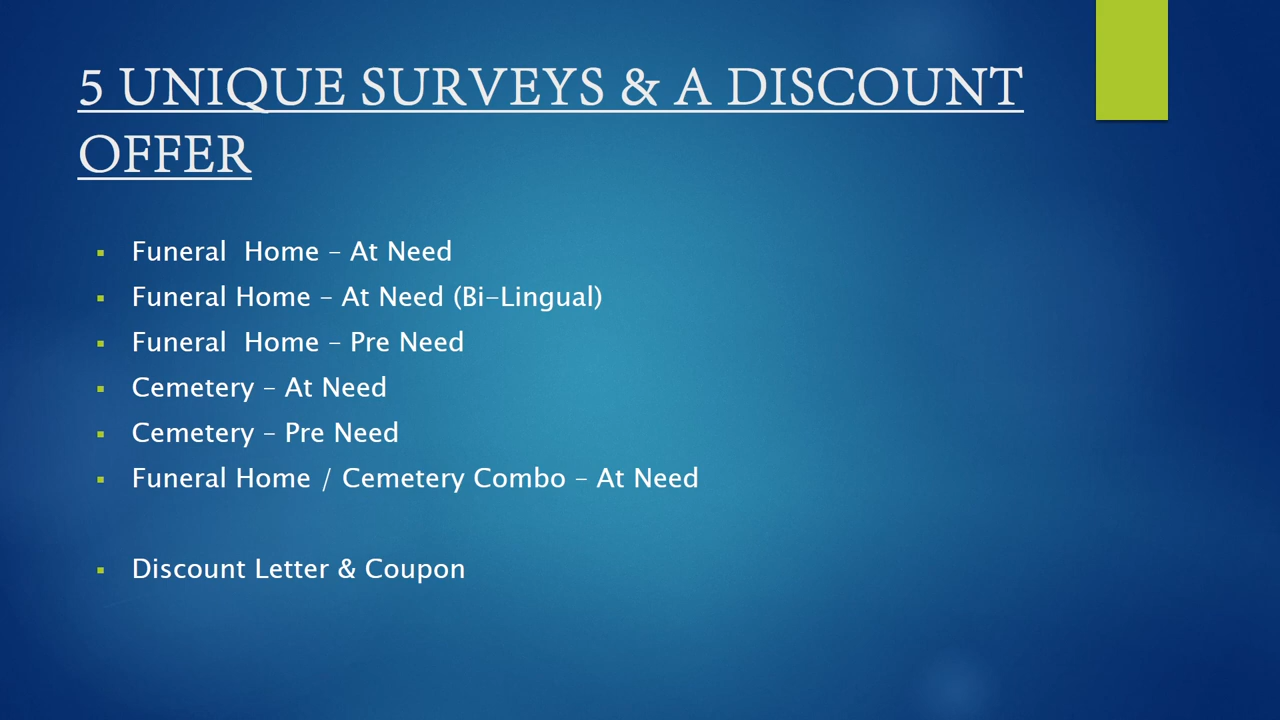 5 UNIQUE SURVEYS & A DISCOUNT
OFFER
Funeral  Home – At Need
Funeral Home – At Need (Bi-Lingual)
Funeral  Home – Pre Need
Cemetery – At Need
Cemetery – Pre Need
Funeral Home / Cemetery Combo – At Need
Discount Letter & Coupon